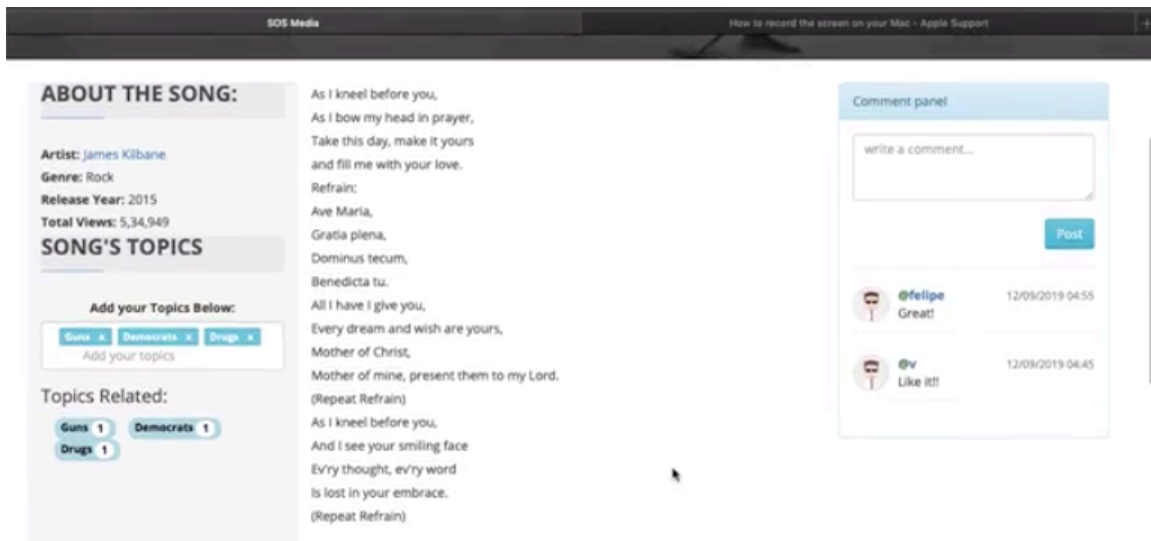 SOS Media
How to record the screen on your Mac - Apple Support
ABOUT THE SONG:
Artist: James Kilbane
Genre: Rock
Release Year: 2015
Total Views: 5,34,949
SONG'S TOPICS
Add your Topics Below:
Guns x Democrats x Drugs x
Add your topics
Topics Related:
Guns 1 Democrats 1
Drugs 1
As I kneel before you,
As I bow my head in prayer,
Take this day, make it yours
and fill me with your love.
Refrain:
Ave Maria,
Gratia plena,
Dominus tecum,
Benedicta tu.
All I have I give you,
Every dream and wish are yours,
Mother of Christ,
Mother of mine, present them to my Lord.
(Repeat Refrain)
As I kneel before you,
And I see your smiling face
Ev'ry thought, ev'ry word
Is lost in your embrace.
(Repeat Refrain)
Comment panel
write a comment...
Post
@felipe 12/09/2019 04:55
Great!
@v 12/09/2019 04:45
Like it!!